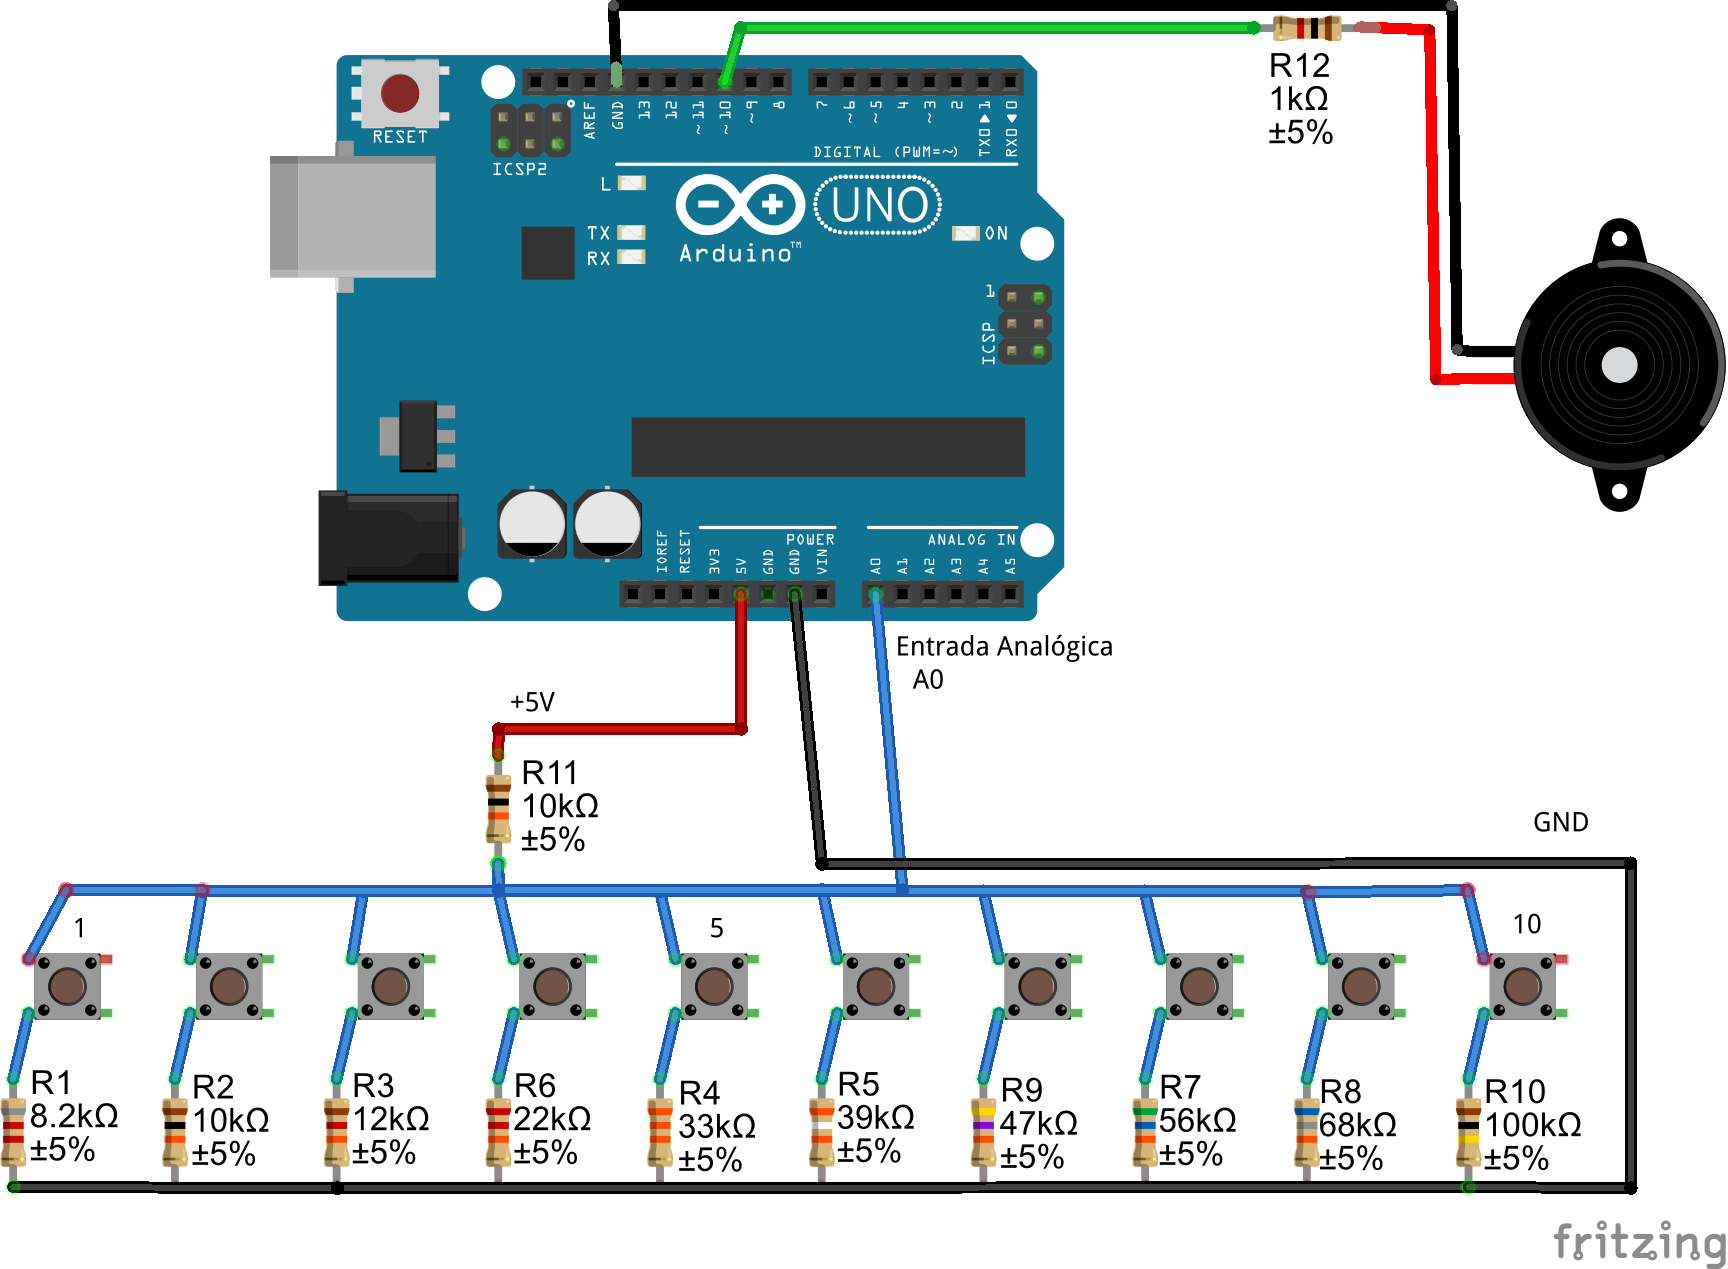 R12
1kΩ
±5%
RESET
ICSP2
AREF
GND
13
12
~11
~10
~9
8
7
~6
~5
4
~3
2
TX0▶1
RX0◀0
DIGITAL (PWM=~)
L
TX
RX
Arduino™
UNO
ON
1
ICSP
IOREF
RESET
3V3
5V
GND
GND
VIN
POWER
A0
A1
A2
A3
A4
A5
ANALOG IN
Entrada Analógica
A0
+5V
R11
10kΩ
±5%
GND
1
5
10
R1
8.2kΩ
±5%
R2
10kΩ
±5%
R3
12kΩ
±5%
R6
22kΩ
±5%
R4
33kΩ
±5%
R5
39kΩ
±5%
R9
47kΩ
±5%
R7
56kΩ
±5%
R8
68kΩ
±5%
R10
100kΩ
±5%
fritzing